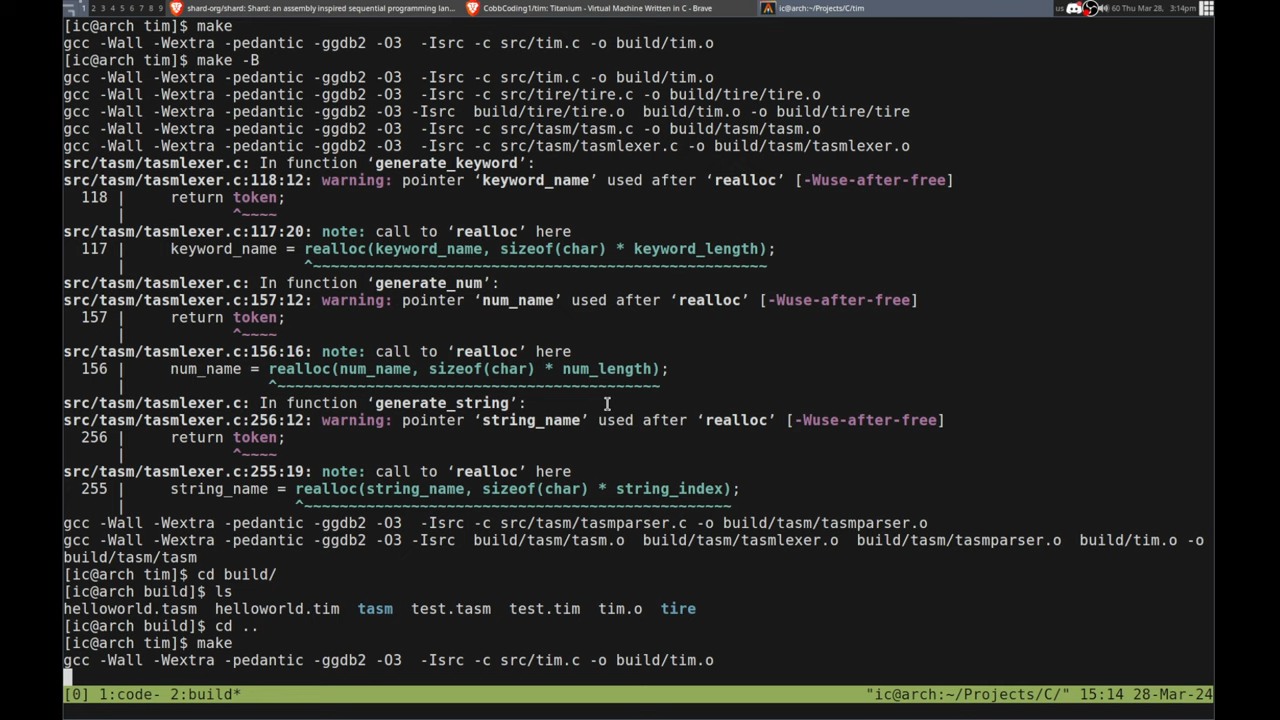 1 2 3 4 5 6 7 8 9 shard-org/shard: Shard: an assembly inspired sequential programming lan... CobbCoding1/tim: Titanium - Virtual Machine Written in C - Brave ic@arch:~/Projects/C/tim us 60 Thu Mar 28, 3:14pm
[ic@arch tim]$ make
gcc -Wall -Wextra -pedantic -ggdb2 -O3  -Isrc -c src/tim.c -o build/tim.o
[ic@arch tim]$ make -B
gcc -Wall -Wextra -pedantic -ggdb2 -O3  -Isrc -c src/tim.c -o build/tim.o
gcc -Wall -Wextra -pedantic -ggdb2 -O3  -Isrc -c src/tire/tire.c -o build/tire/tire.o
gcc -Wall -Wextra -pedantic -ggdb2 -O3 -Isrc  build/tire/tire.o  build/tim.o -o build/tire/tire
gcc -Wall -Wextra -pedantic -ggdb2 -O3  -Isrc -c src/tasm/tasm.c -o build/tasm/tasm.o
gcc -Wall -Wextra -pedantic -ggdb2 -O3  -Isrc -c src/tasm/tasmlexer.c -o build/tasm/tasmlexer.o
src/tasm/tasmlexer.c: In function ‘generate_keyword’:
src/tasm/tasmlexer.c:118:12: warning: pointer ‘keyword_name’ used after ‘realloc’ [-Wuse-after-free]
118 |     return token;
|            ^~~~~
src/tasm/tasmlexer.c:117:20: note: call to ‘realloc’ here
117 |     keyword_name = realloc(keyword_name, sizeof(char) * keyword_length);
|                    ^~~~~~~~~~~~~~~~~~~~~~~~~~~~~~~~~~~~~~~~~~~~~~~~~~~~
src/tasm/tasmlexer.c: In function ‘generate_num’:
src/tasm/tasmlexer.c:157:12: warning: pointer ‘num_name’ used after ‘realloc’ [-Wuse-after-free]
157 |     return token;
|            ^~~~~
src/tasm/tasmlexer.c:156:16: note: call to ‘realloc’ here
156 |     num_name = realloc(num_name, sizeof(char) * num_length);
|                ^~~~~~~~~~~~~~~~~~~~~~~~~~~~~~~~~~~~~~~~~~~~
src/tasm/tasmlexer.c: In function ‘generate_string’:
src/tasm/tasmlexer.c:256:12: warning: pointer ‘string_name’ used after ‘realloc’ [-Wuse-after-free]
256 |     return token;
|            ^~~~~
src/tasm/tasmlexer.c:255:19: note: call to ‘realloc’ here
255 |     string_name = realloc(string_name, sizeof(char) * string_index);
|                   ^~~~~~~~~~~~~~~~~~~~~~~~~~~~~~~~~~~~~~~~~~~~~~~~~
gcc -Wall -Wextra -pedantic -ggdb2 -O3  -Isrc -c src/tasm/tasmparser.c -o build/tasm/tasmparser.o
gcc -Wall -Wextra -pedantic -ggdb2 -O3 -Isrc  build/tasm/tasm.o  build/tasm/tasmlexer.o  build/tasm/tasmparser.o  build/tim.o -o
build/tasm/tasm
[ic@arch tim]$ cd build/
[ic@arch build]$ ls
helloworld.tasm  helloworld.tim  tasm  test.tasm  test.tim  tim.o  tire
[ic@arch build]$ cd ..
[ic@arch tim]$ make
gcc -Wall -Wextra -pedantic -ggdb2 -O3  -Isrc -c src/tim.c -o build/tim.o
[0] 1:code- 2:build* "ic@arch:~/Projects/C/" 15:14 28-Mar-24